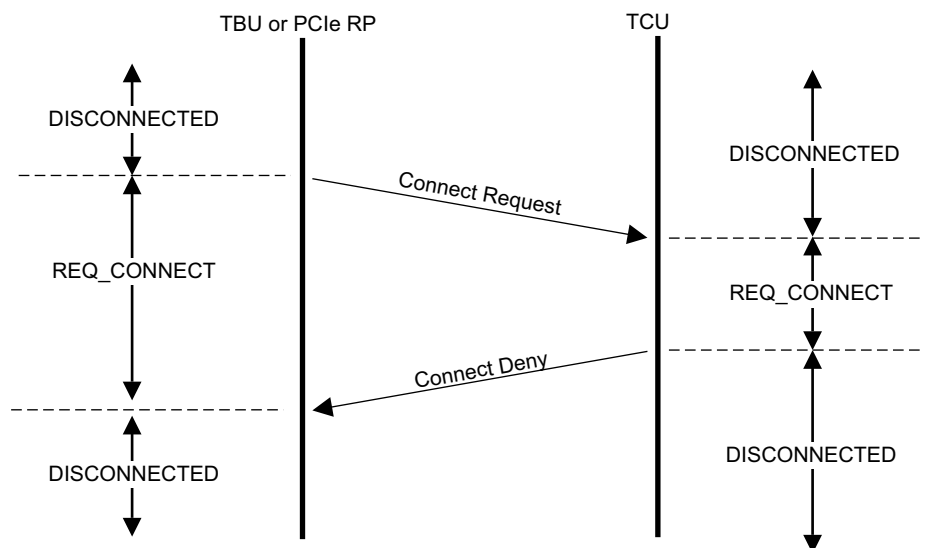 TBU or PCIe RP
TCU
DISCONNECTED
DISCONNECTED
Connect Request
REQ_CONNECT
REQ_CONNECT
Connect Deny
DISCONNECTED
DISCONNECTED